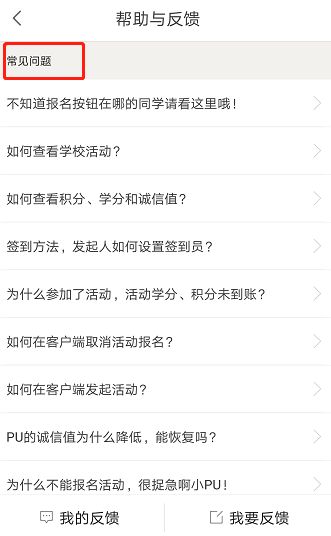 帮助与反馈
常见问题
不知道报名按钮在哪的同学请看这里哦！
如何查看学校活动？
如何查看积分、学分和诚信值？
签到方法，发起人如何设置签到员？
为什么参加了活动，活动学分、积分未到账？
如何在客户端取消活动报名？
如何在客户端发起活动？
PU的诚信值为什么降低，能恢复吗？
为什么不能报名活动，很捉急啊小PU！
我的反馈
我要反馈